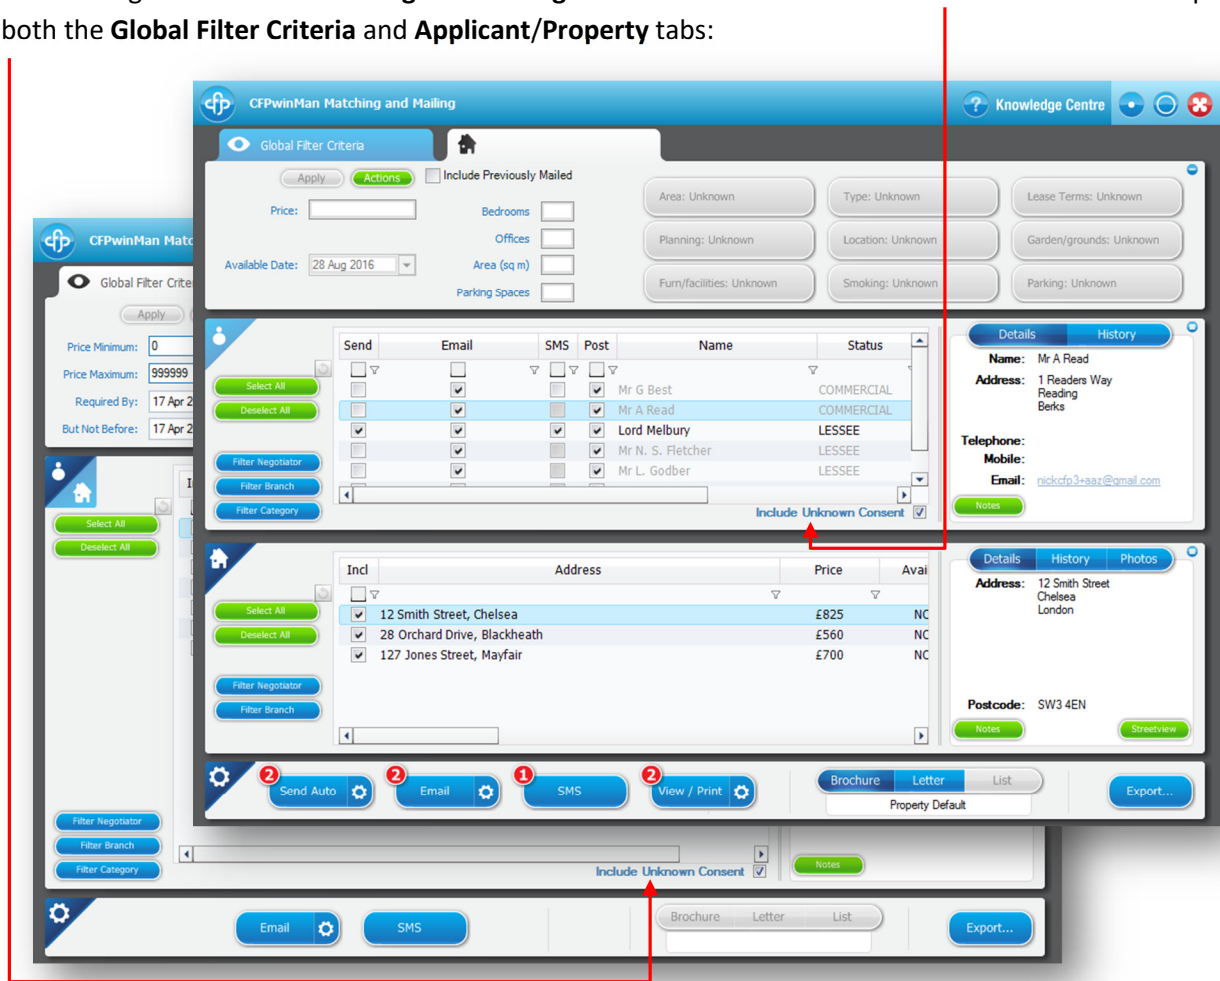 both the Global Filter Criteria and Applicant/Property tabs:
cfp CFPwinMan Matching and Mailing ? Knowledge Centre
Global Filter Criteria
Apply Actions Include Previously Mailed
Price: Bedrooms
Offices
Available Date: 28 Aug 2016 Area (sq m)
Parking Spaces
Area: Unknown Type: Unknown Lease Terms: Unknown
Planning: Unknown Location: Unknown Garden/grounds: Unknown
Furn/facilities: Unknown Smoking: Unknown Parking: Unknown
Send Email SMS Post Name Status
Select All
Deselect All
Filter Negotiator
Filter Branch
Filter Category
Mr G Best COMMERCIAL
Mr A Read COMMERCIAL
Lord Melbury LESSEE
Mr N. S. Fletcher LESSEE
Mr L. Godber LESSEE
Include Unknown Consent
Details History
Name: Mr A Read
Address: 1 Readers Way
Reading
Berks
Telephone:
Mobile:
Email: nickcfp3+aaz@gmail.com
Notes
Incl Address Price Avai
Select All
Deselect All
Filter Negotiator
Filter Branch
12 Smith Street, Chelsea £825 NO
28 Orchard Drive, Blackheath £560 NO
127 Jones Street, Mayfair £700 NO
Details History Photos
Address: 12 Smith Street
Chelsea
London
Postcode: SW3 4EN
Notes Streetview
2 Send Auto 2 Email 1 SMS 2 View / Print
Brochure Letter List
Property Default
Export...
cfp CFPwinMan Matc
Global Filter Crite
Apply
Price Minimum: 0
Price Maximum: 999999
Required By: 17 Apr 2
But Not Before: 17 Apr 2
Select All
Deselect All
Filter Negotiator
Filter Branch
Filter Category
Include Unknown Consent
Notes
Email SMS
Brochure Letter List
Export...